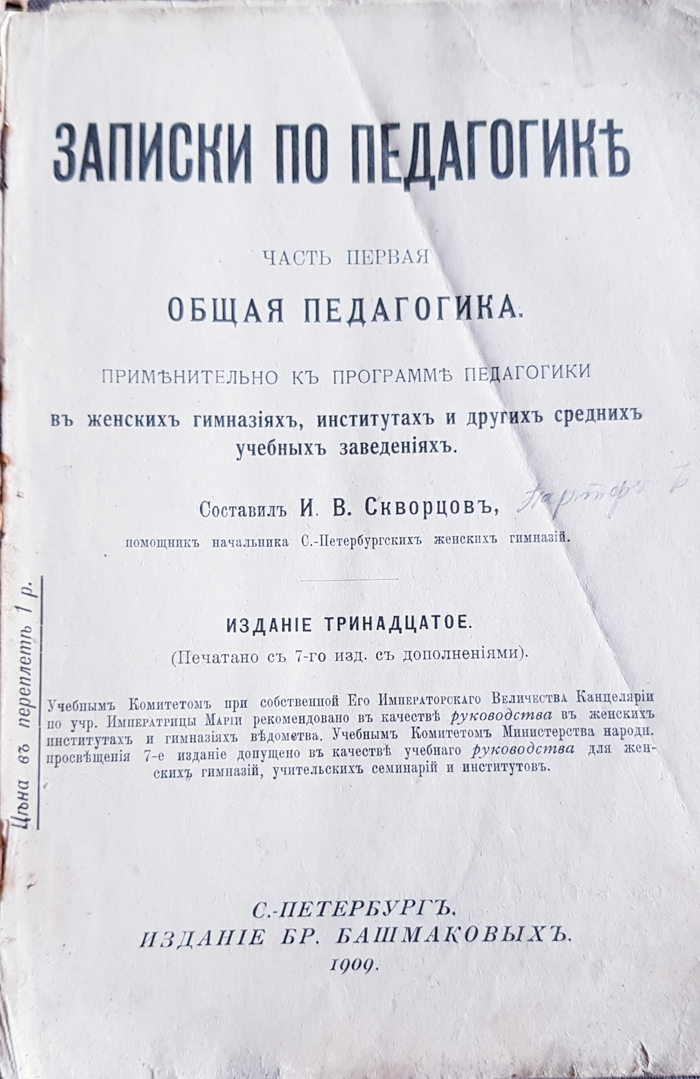 ЗАПИСКИ ПО ПЕДАГОГИКѢ
ЧАСТЬ ПЕРВАЯ
ОБЩАЯ ПЕДАГОГИКА.
ПРИМѢНИТЕЛЬНО КЪ ПРОГРАММѢ ПЕДАГОГИКИ
въ женскихъ гимназіяхъ, институтахъ и другихъ среднихъ
учебныхъ заведеніяхъ.
Составилъ И. В. Скворцовъ,
помощникъ начальника С.-Петербургскихъ женскихъ гимназій.
ИЗДАНІЕ ТРИНАДЦАТОЕ.
(Печатано съ 7-го изд. съ дополненіями).
Учебнымъ Комитетомъ при собственной Его Императорскаго Величества Канцеляріи
по учр. Императрицы Маріи рекомендовано въ качествѣ руководства въ женскихъ
институтахъ и гимназіяхъ вѣдомства. Учебнымъ Комитетомъ Министерства народн.
просвѣщенія 7-е изданіе допущено въ качествѣ учебнаго руководства для жен-
скихъ гимназій, учительскихъ семинарій и институтовъ.
Цѣна въ переплетѣ 1 р.
С.-ПЕТЕРБУРГЪ.
ИЗДАНІЕ БР. БАШМАКОВЫХЪ.
1909.